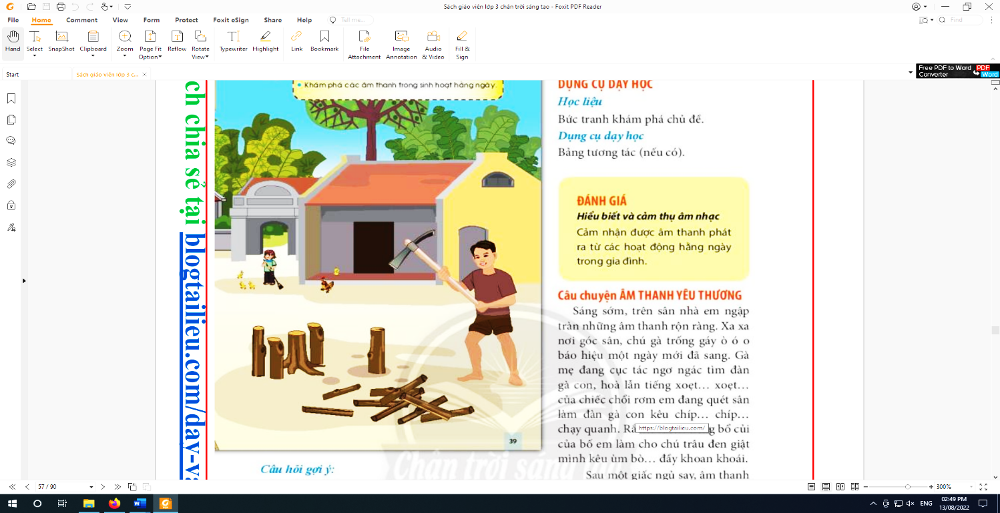 Sách giáo viên lớp 3 chân trời sáng tao - Foxit PDF Reader
File Home Comment View Form Protect Foxit eSign Share Help Tell me... Find
Hand Select SnapShot Clipboard Zoom Page Fit Option Reflow Rotate View Typewriter Highlight Link Bookmark File Attachment Image Annotation Audio & Video Fill & Sign
Start
Sách giáo viên lớp 3 c...
Free PDF to Word Converter
PDF
Word
ch chia sẽ tại blogtailieu.com/day-v
Khám phá các âm thanh trong sinh hoạt hằng ngày.
39
Câu hỏi gợi ý:
DỤNG CỤ DẠY HỌC
Học liệu
Bức tranh khám phá chủ đề.
Dụng cụ dạy học
Bảng tương tác (nếu có).
ĐÁNH GIÁ
Hiểu biết và cảm thụ âm nhạc
Cảm nhận được âm thanh phát
ra từ các hoạt động hằng ngày
trong gia đình.
Câu chuyện ÂM THANH YÊU THƯƠNG
Sáng sớm, trên sân nhà em ngập
tràn những âm thanh rộn ràng. Xa xa
nơi góc sân, chú gà trống gáy ò ó o
báo hiệu một ngày mới đã sang. Gà
mẹ đang cục tác ngơ ngác tìm đàn
gà con, hoà lẫn tiếng xoẹt... xoẹt...
của chiếc chổi rơm em đang quét sân
làm đàn gà con kêu chíp... chíp...
chạy quanh. https://blogtailieu.com/ bổ củi
của bố em làm cho chú trâu đen giật
mình kêu ùm bò... đầy khoan khoái.
Sau một giấc ngủ say, âm thanh
Chân trời sáng
57 / 90
300%
ENG
02:49 PM
13/08/2022